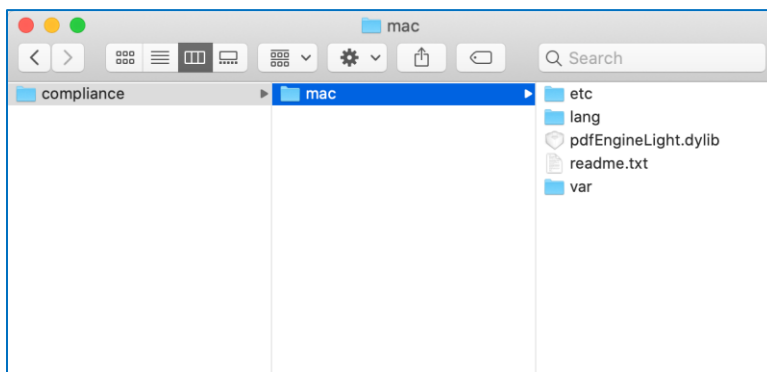 mac
Search
compliance
mac
etc
lang
pdfEngineLight.dylib
readme.txt
var